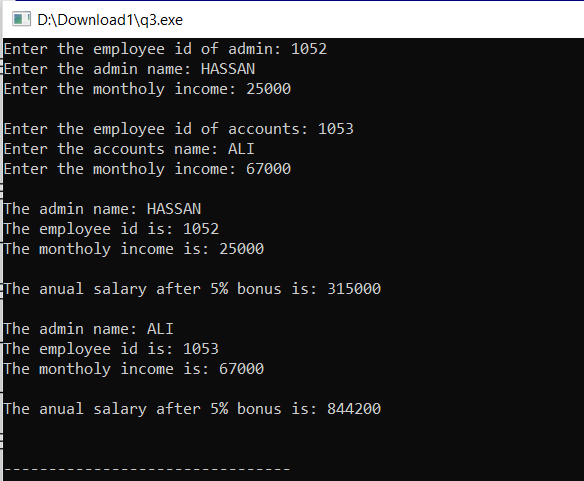 D:\Download1\q3.exe
Enter the employee id of admin: 1052
Enter the admin name: HASSAN
Enter the montholy income: 25000
Enter the employee id of accounts: 1053
Enter the accounts name: ALI
Enter the montholy income: 67000
The admin name: HASSAN
The employee id is: 1052
The montholy income is: 25000
The anual salary after 5% bonus is: 315000
The admin name: ALI
The employee id is: 1053
The montholy income is: 67000
The anual salary after 5% bonus is: 844200
--------------------------------